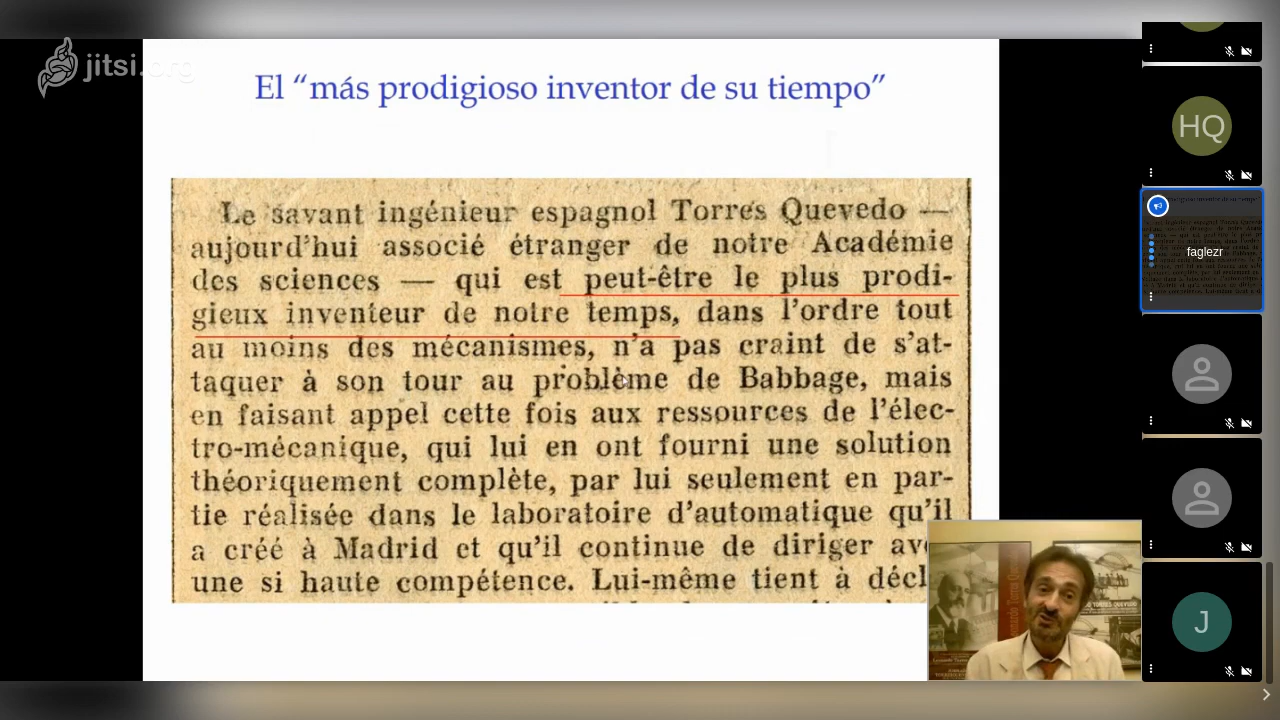 jitsi.org
El “más prodigioso inventor de su tiempo”
Le savant ingénieur espagnol Torres Quevedo —
aujourd’hui associé étranger de notre Académie
des sciences — qui est peut-être le plus prodi-
gieux inventeur de notre temps, dans l’ordre tout
au moins des mécanismes, n’a pas craint de s’at-
taquer à son tour au problème de Babbage, mais
en faisant appel cette fois aux ressources de l’élec-
tro-mécanique, qui lui en ont fourni une solution
théoriquement complète, par lui seulement en par-
tie réalisée dans le laboratoire d’automatique qu’il
a créé à Madrid et qu’il continue de diriger
une si haute compétence. Lui-même tient à
HQ
faglezr
J